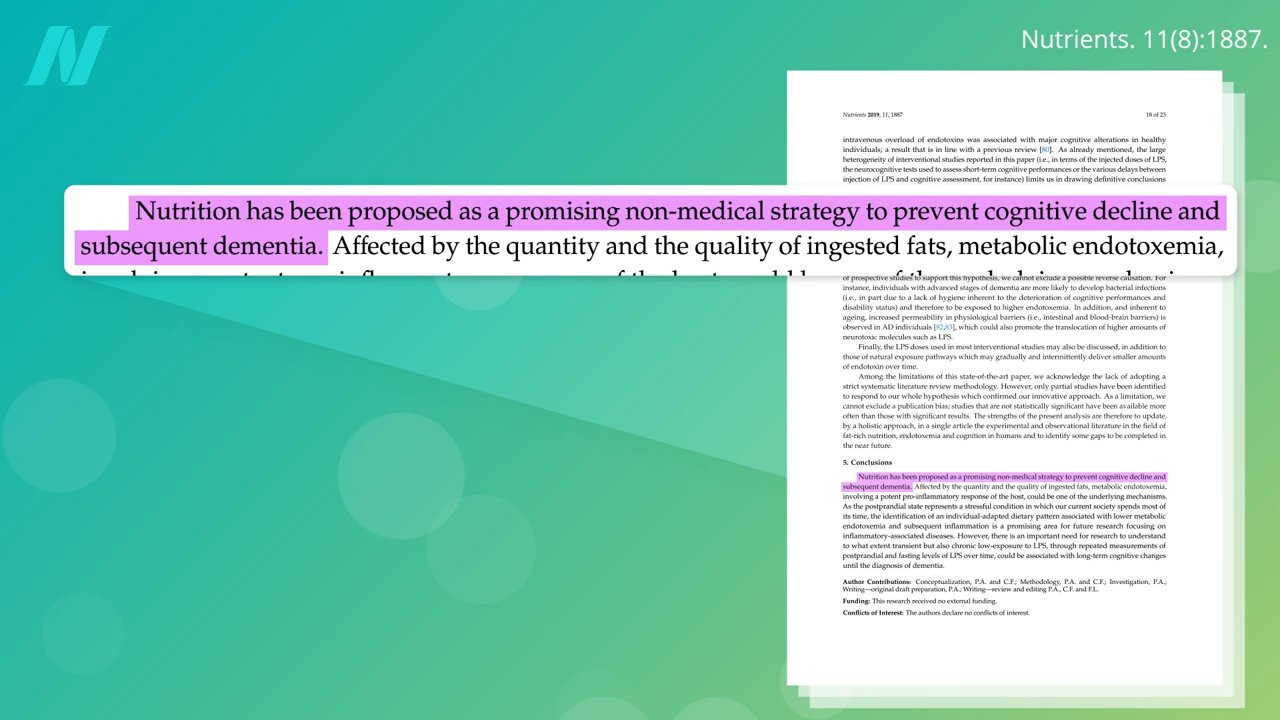 Nutrients. 11(8):1887.
Nutrients 2019, 11, 1887
18 of 23
intravenous overload of endotoxins was associated with major cognitive alterations in healthy
individuals; a result that is in line with a previous review [80]. As already mentioned, the large
heterogeneity of interventional studies reported in this paper (i.e., in terms of the injected doses of LPS,
the neurocognitive tests used to assess short-term cognitive performances or the various delays between
injection of LPS and cognitive assessment, for instance) limits us in drawing definitive conclusions
Nutrition has been proposed as a promising non-medical strategy to prevent cognitive decline and
subsequent dementia. Affected by the quantity and the quality of ingested fats, metabolic endotoxemia,
of prospective studies to support this hypothesis, we cannot exclude a possible reverse causation. For
instance, individuals with advanced stages of dementia are more likely to develop bacterial infections
(i.e., in part due to a lack of hygiene inherent to the deterioration of cognitive performances and
disability status) and therefore to be exposed to higher endotoxemia. In addition, and inherent to
ageing, increased permeability in physiological barriers (i.e., intestinal and blood-brain barriers) is
observed in AD individuals [82,83], which could also promote the translocation of higher amounts of
neurotoxic molecules such as LPS.
Finally, the LPS doses used in most interventional studies may also be discussed, in addition to
those of natural exposure pathways which may gradually and intermittently deliver smaller amounts
of endotoxin over time.
Among the limitations of this state-of-the-art paper, we acknowledge the lack of adopting a
strict systematic literature review methodology. However, only partial studies have been identified
to respond to our whole hypothesis which confirmed our innovative approach. As a limitation, we
cannot exclude a publication bias; studies that are not statistically significant have been available more
often than those with significant results. The strengths of the present analysis are therefore to update,
by a holistic approach, in a single article the experimental and observational literature in the field of
fat-rich nutrition, endotoxemia and cognition in humans and to identify some gaps to be completed in
the near future.
5. Conclusions
Nutrition has been proposed as a promising non-medical strategy to prevent cognitive decline and
subsequent dementia. Affected by the quantity and the quality of ingested fats, metabolic endotoxemia,
involving a potent pro-inflammatory response of the host, could be one of the underlying mechanisms.
As the postprandial state represents a stressful condition in which our current society spends most of
its time, the identification of an individual-adapted dietary pattern associated with lower metabolic
endotoxemia and subsequent inflammation is a promising area for future research focusing on
inflammatory-associated diseases. However, there is an important need for research to understand
to what extent transient but also chronic low-exposure to LPS, through repeated measurements of
postprandial and fasting levels of LPS over time, could be associated with long-term cognitive changes
until the diagnosis of dementia.
Author Contributions: Conceptualization, P.A. and C.F.; Methodology, P.A. and C.F.; Investigation, P.A.;
Writing—original draft preparation, P.A.; Writing—review and editing P.A., C.F. and F.L.
Funding: This research received no external funding.
Conflicts of Interest: The authors declare no conflicts of interest.